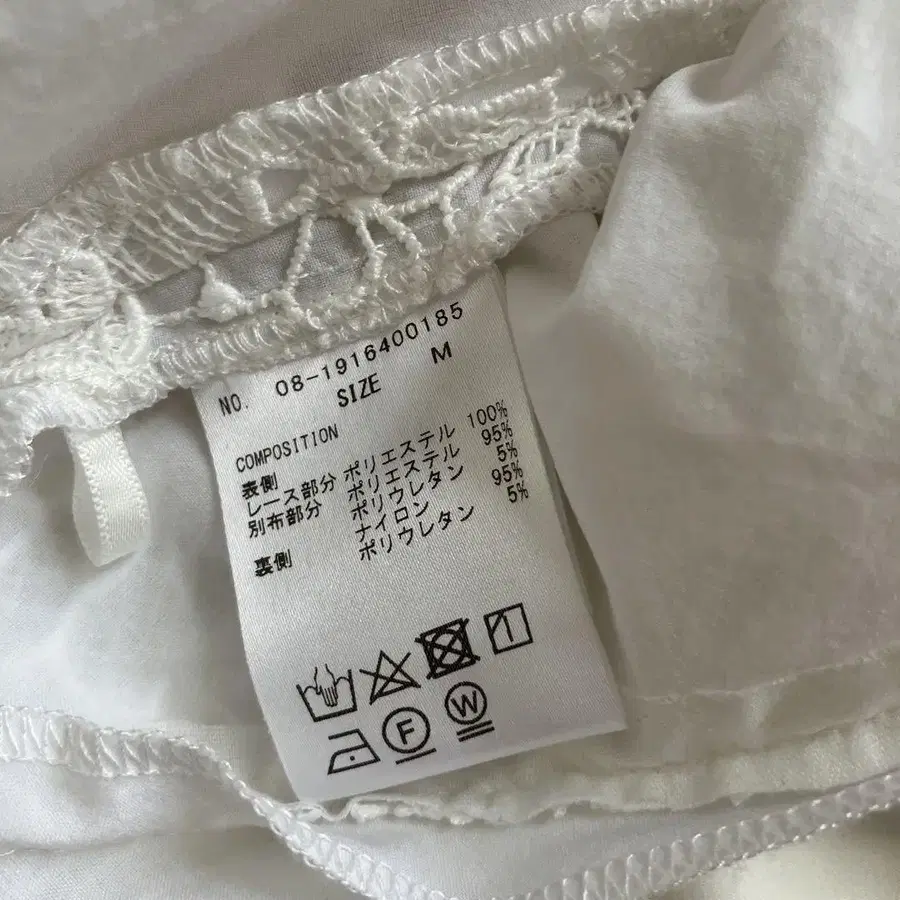 NO. 08-1916400185
SIZE M
COMPOSITION
表側
レース部分 ポリエステル 100%
別布部分 ポリエステル 95%
ポリウレタン 5%
裏側 ナイロン 95%
ポリウレタン 5%
F W